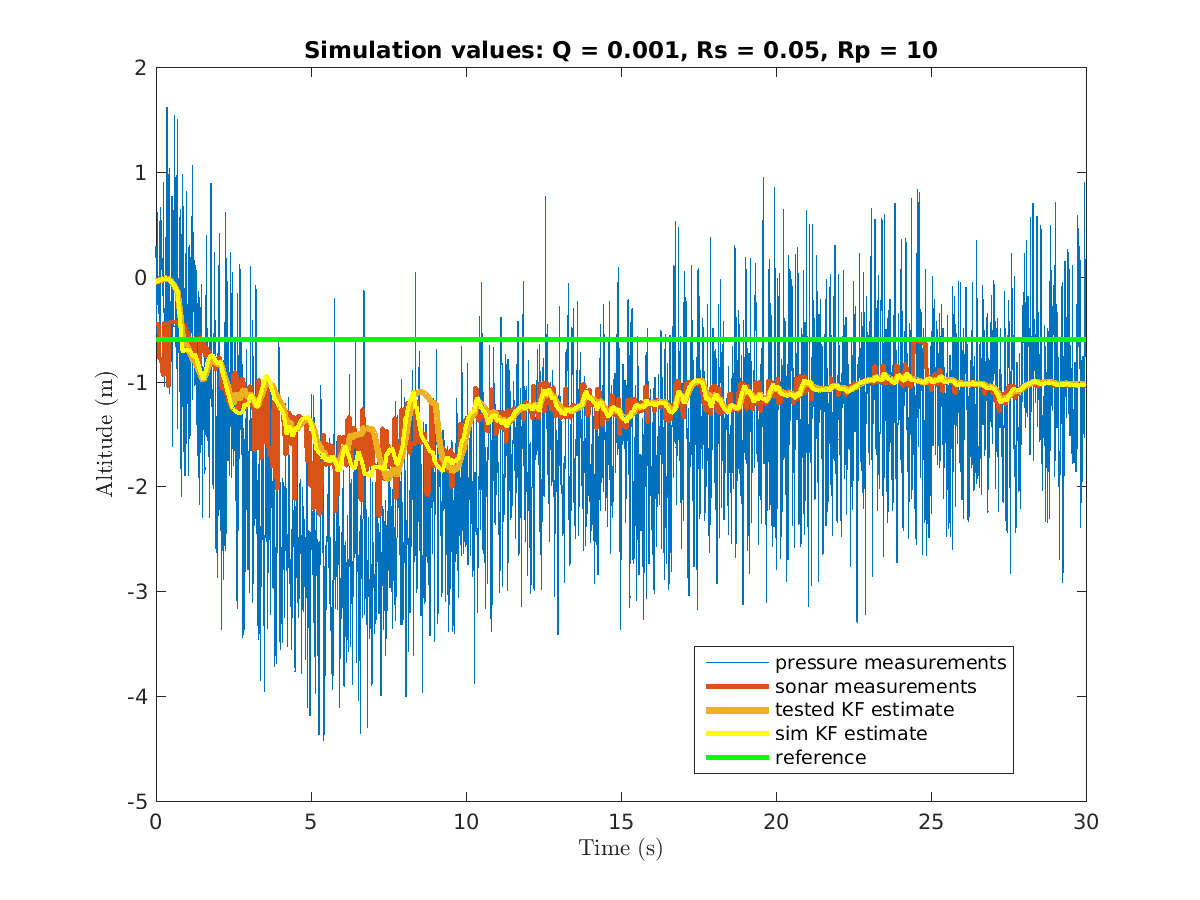 Simulation values: Q = 0.001, Rs = 0.05, Rp = 10
2
1
0
-1
-2
-3
-4
-5
Altitude (m)
pressure measurements
sonar measurements
tested KF estimate
sim KF estimate
reference
0 5 10 15 20 25 30
Time (s)